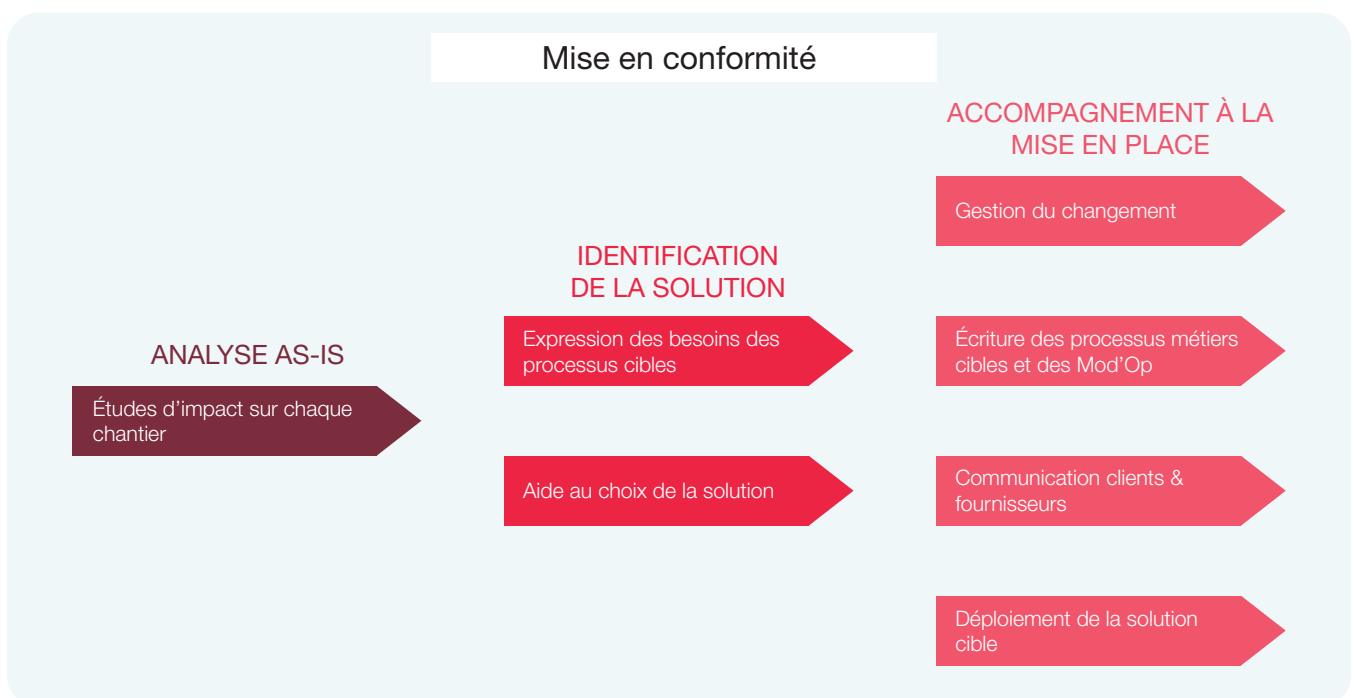 Mise en conformité
ANALYSE AS-IS
Études d’impact sur chaque
chantier
IDENTIFICATION
DE LA SOLUTION
Expression des besoins des
processus cibles
Aide au choix de la solution
ACCOMPAGNEMENT À LA
MISE EN PLACE
Gestion du changement
Écriture des processus métiers
cibles et des Mod’Op
Communication clients &
fournisseurs
Déploiement de la solution
cible